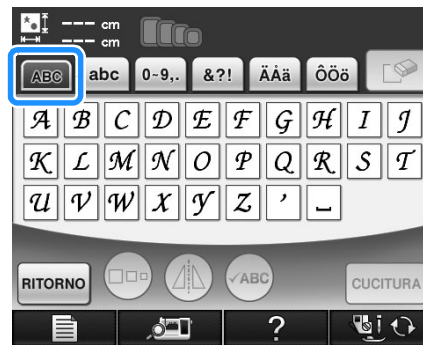 --- cm
--- cm
ABC abc 0~9,. &?! ÄÅä ÔÖö
A B C D E F G H I J
K L M N O P Q R S T
U V W X Y Z ' ⎵
RITORNO ✓ABC CUCITURA
?